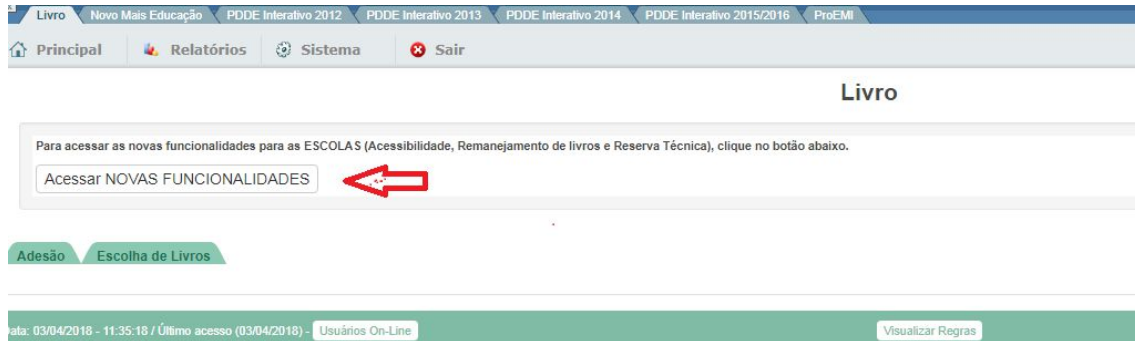 Livro Novo Mais Educação PDDE Interativo 2012 PDDE Interativo 2013 PDDE Interativo 2014 PDDE Interativo 2015/2016 ProEMI
Principal Relatórios Sistema Sair
Livro
Para acessar as novas funcionalidades para as ESCOLAS (Acessibilidade, Remanejamento de livros e Reserva Técnica), clique no botão abaixo.
Acessar NOVAS FUNCIONALIDADES
Adesão Escolha de Livros
ata: 03/04/2018 - 11:35:18 / Último acesso (03/04/2018) - Usuários On-Line Visualizar Regras